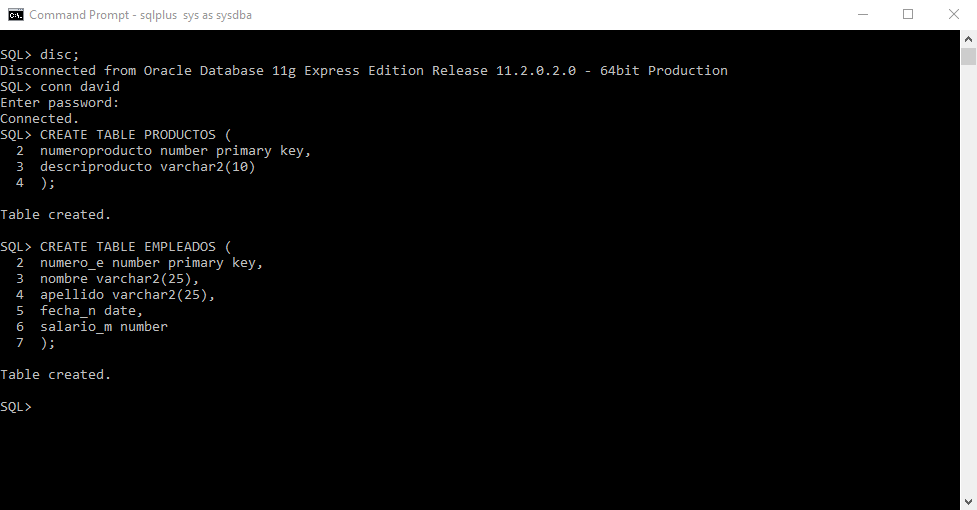 Command Prompt - sqlplus  sys as sysdba
SQL> disc;
Disconnected from Oracle Database 11g Express Edition Release 11.2.0.2.0 - 64bit Production
SQL> conn david
Enter password:
Connected.
SQL> CREATE TABLE PRODUCTOS (
  2  numeroproducto number primary key,
  3  descriproducto varchar2(10)
  4  );
Table created.
SQL> CREATE TABLE EMPLEADOS (
  2  numero_e number primary key,
  3  nombre varchar2(25),
  4  apellido varchar2(25),
  5  fecha_n date,
  6  salario_m number
  7  );
Table created.
SQL>